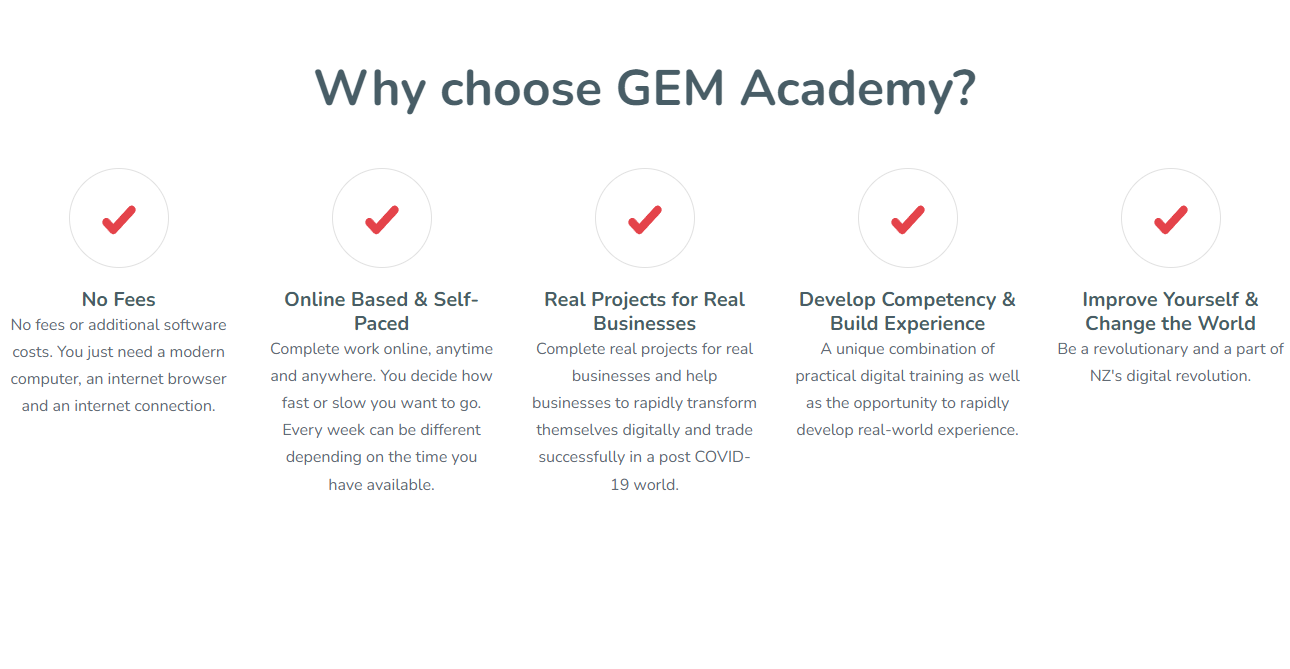 Why choose GEM Academy?
No Fees
No fees or additional software
costs. You just need a modern
computer, an internet browser
and an internet connection.
Online Based & Self-
Paced
Complete work online, anytime
and anywhere. You decide how
fast or slow you want to go.
Every week can be different
depending on the time you
have available.
Real Projects for Real
Businesses
Complete real projects for real
businesses and help
businesses to rapidly transform
themselves digitally and trade
successfully in a post COVID-
19 world.
Develop Competency &
Build Experience
A unique combination of
practical digital training as well
as the opportunity to rapidly
develop real-world experience.
Improve Yourself &
Change the World
Be a revolutionary and a part of
NZ's digital revolution.